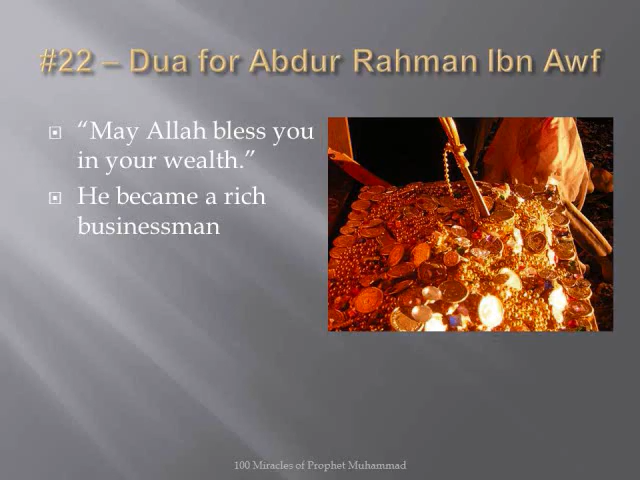 #22 – Dua for Abdur Rahman Ibn Awf
“May Allah bless you
in your wealth.”
He became a rich
businessman
100 Miracles of Prophet Muhammad